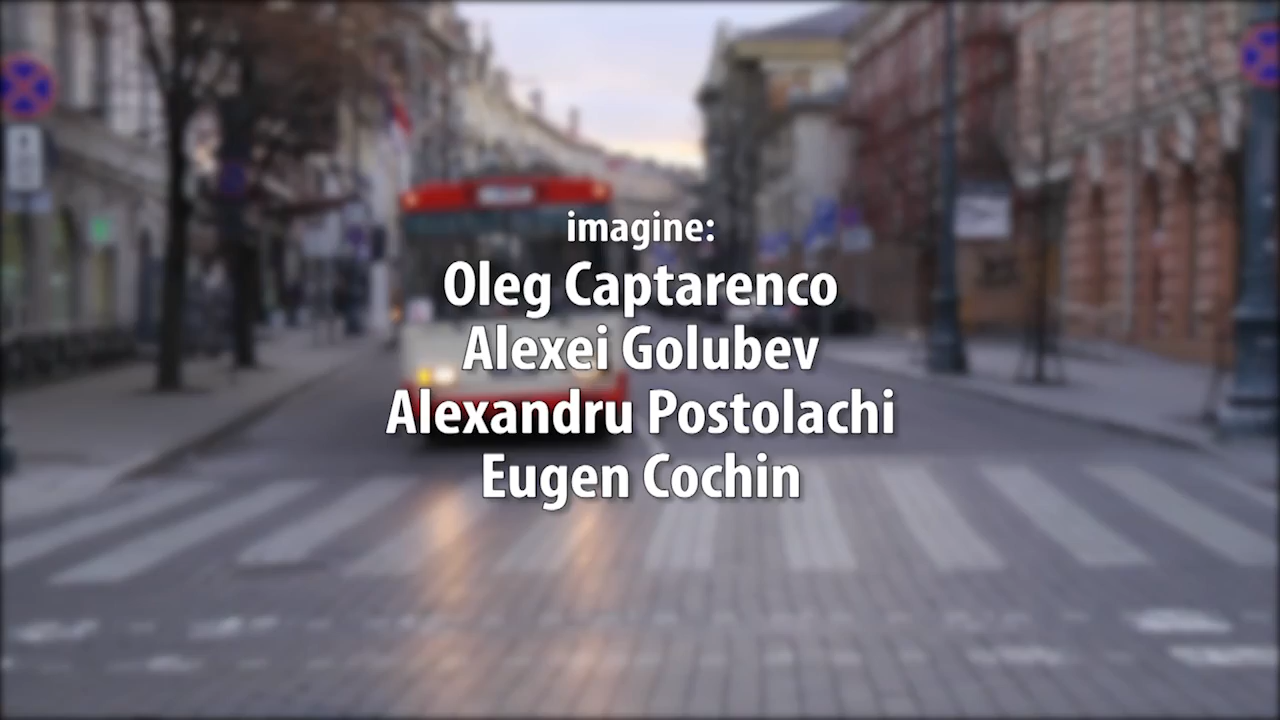 imagine:
Oleg Captarenco
Alexei Golubev
Alexandru Postolachi
Eugen Cochin